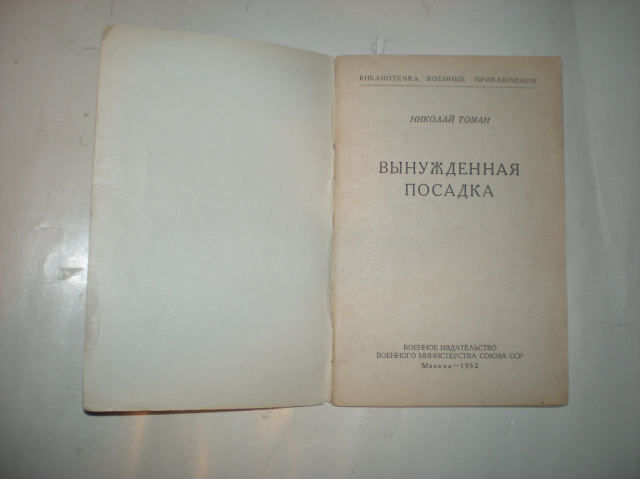 БИБЛИОТЕЧКА ВОЕННЫХ ПРИКЛЮЧЕНИЙ
НИКОЛАЙ ТОМАН
ВЫНУЖДЕННАЯ
ПОСАДКА
ВОЕННОЕ ИЗДАТЕЛЬСТВО
ВОЕННОГО МИНИСТЕРСТВА СОЮЗА ССР
Москва—1952